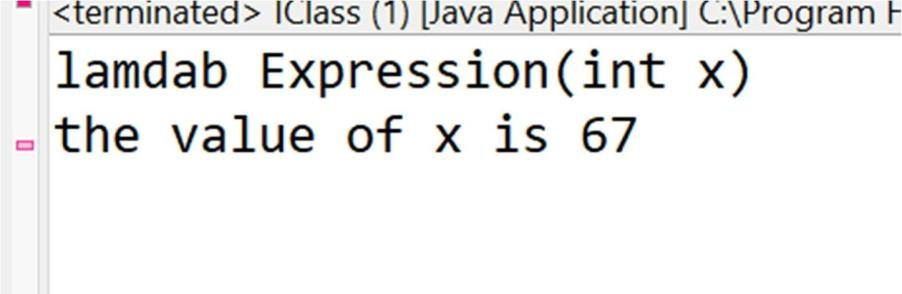 <terminated> IClass (1) [Java Application] C:\Program F
lamdab Expression(int x)
the value of x is 67